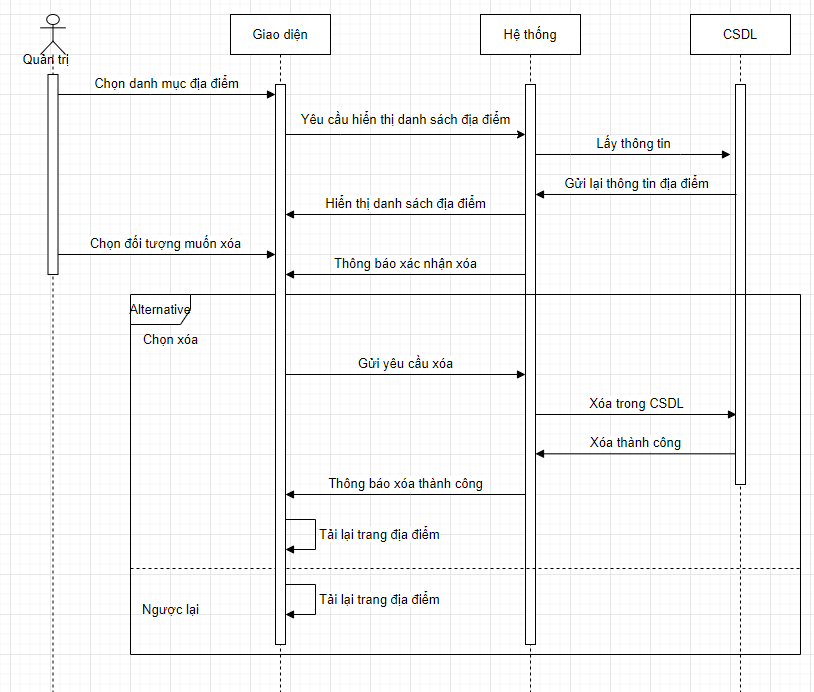 Quản trị
Giao diện
Hệ thống
CSDL
Chọn danh mục địa điểm
Yêu cầu hiển thị danh sách địa điểm
Lấy thông tin
Gửi lại thông tin địa điểm
Hiển thị danh sách địa điểm
Chọn đối tượng muốn xóa
Thông báo xác nhận xóa
Alternative
Chọn xóa
Gửi yêu cầu xóa
Xóa trong CSDL
Xóa thành công
Thông báo xóa thành công
Tải lại trang địa điểm
Tải lại trang địa điểm
Ngược lại